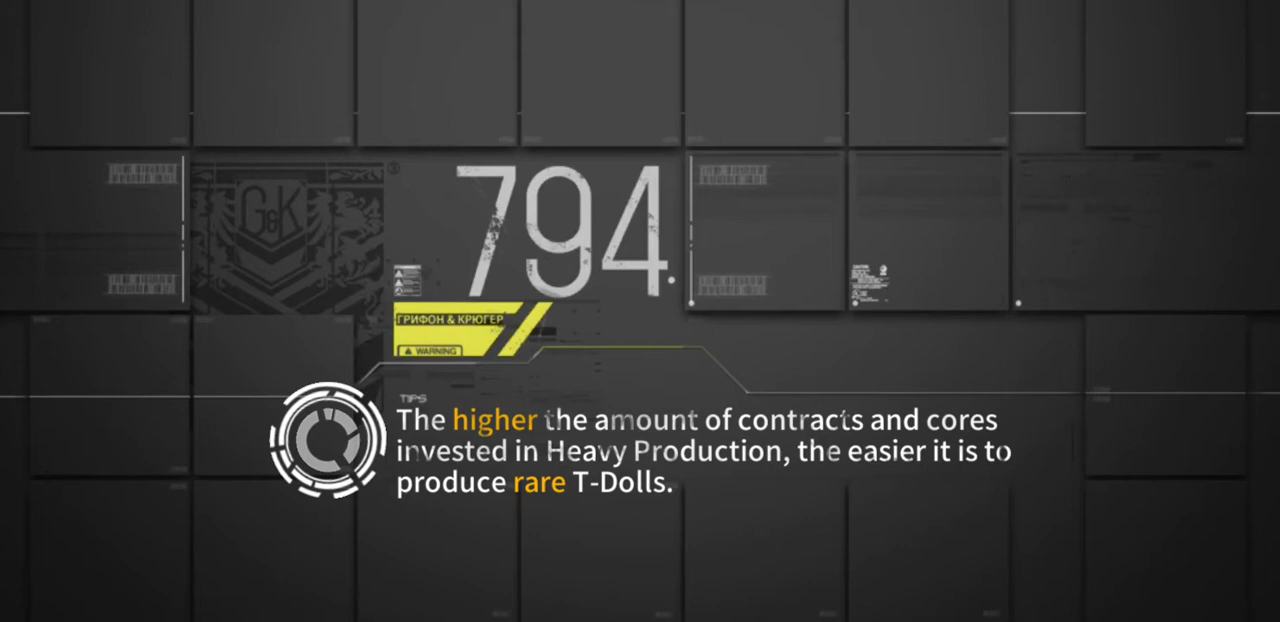 G&K
794.
ГРИФОН & КРЮГЕР
WARNING
TIPS
The higher the amount of contracts and cores
invested in Heavy Production, the easier it is to
produce rare T-Dolls.